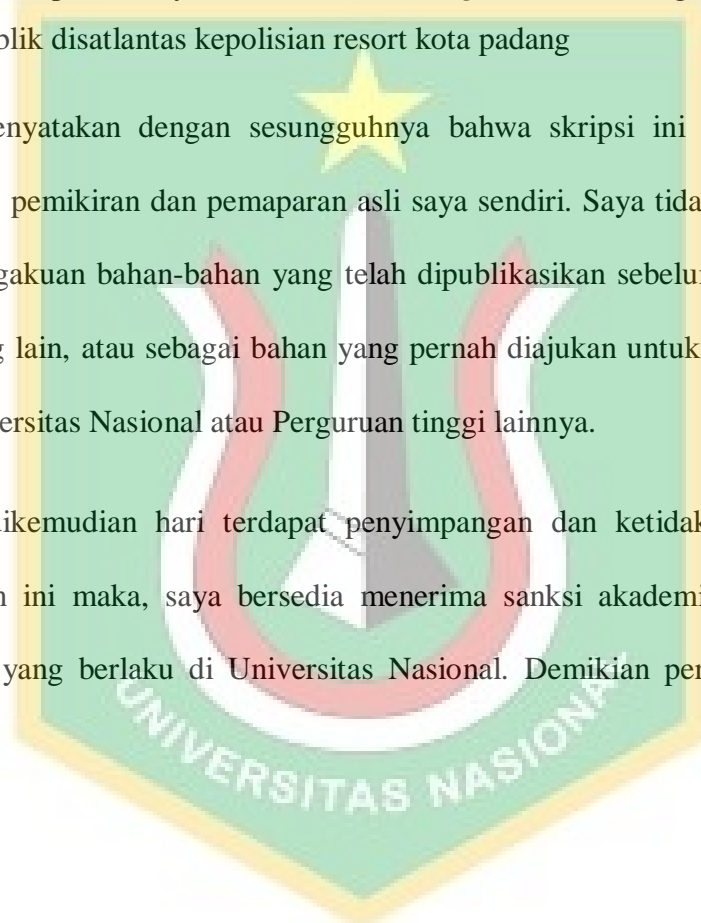 blik disatlantas kepolisian resort kota padang
enyatakan dengan sesungguhnya bahwa skripsi ini
pemikiran dan pemaparan asli saya sendiri. Saya tida
gakuan bahan-bahan yang telah dipublikasikan sebelu
g lain, atau sebagai bahan yang pernah diajukan untuk
ersitas Nasional atau Perguruan tinggi lainnya.
dikemudian hari terdapat penyimpangan dan ketidak
n ini maka, saya bersedia menerima sanksi akademi
yang berlaku di Universitas Nasional. Demikian per
UNIVERSITAS NASIONAL